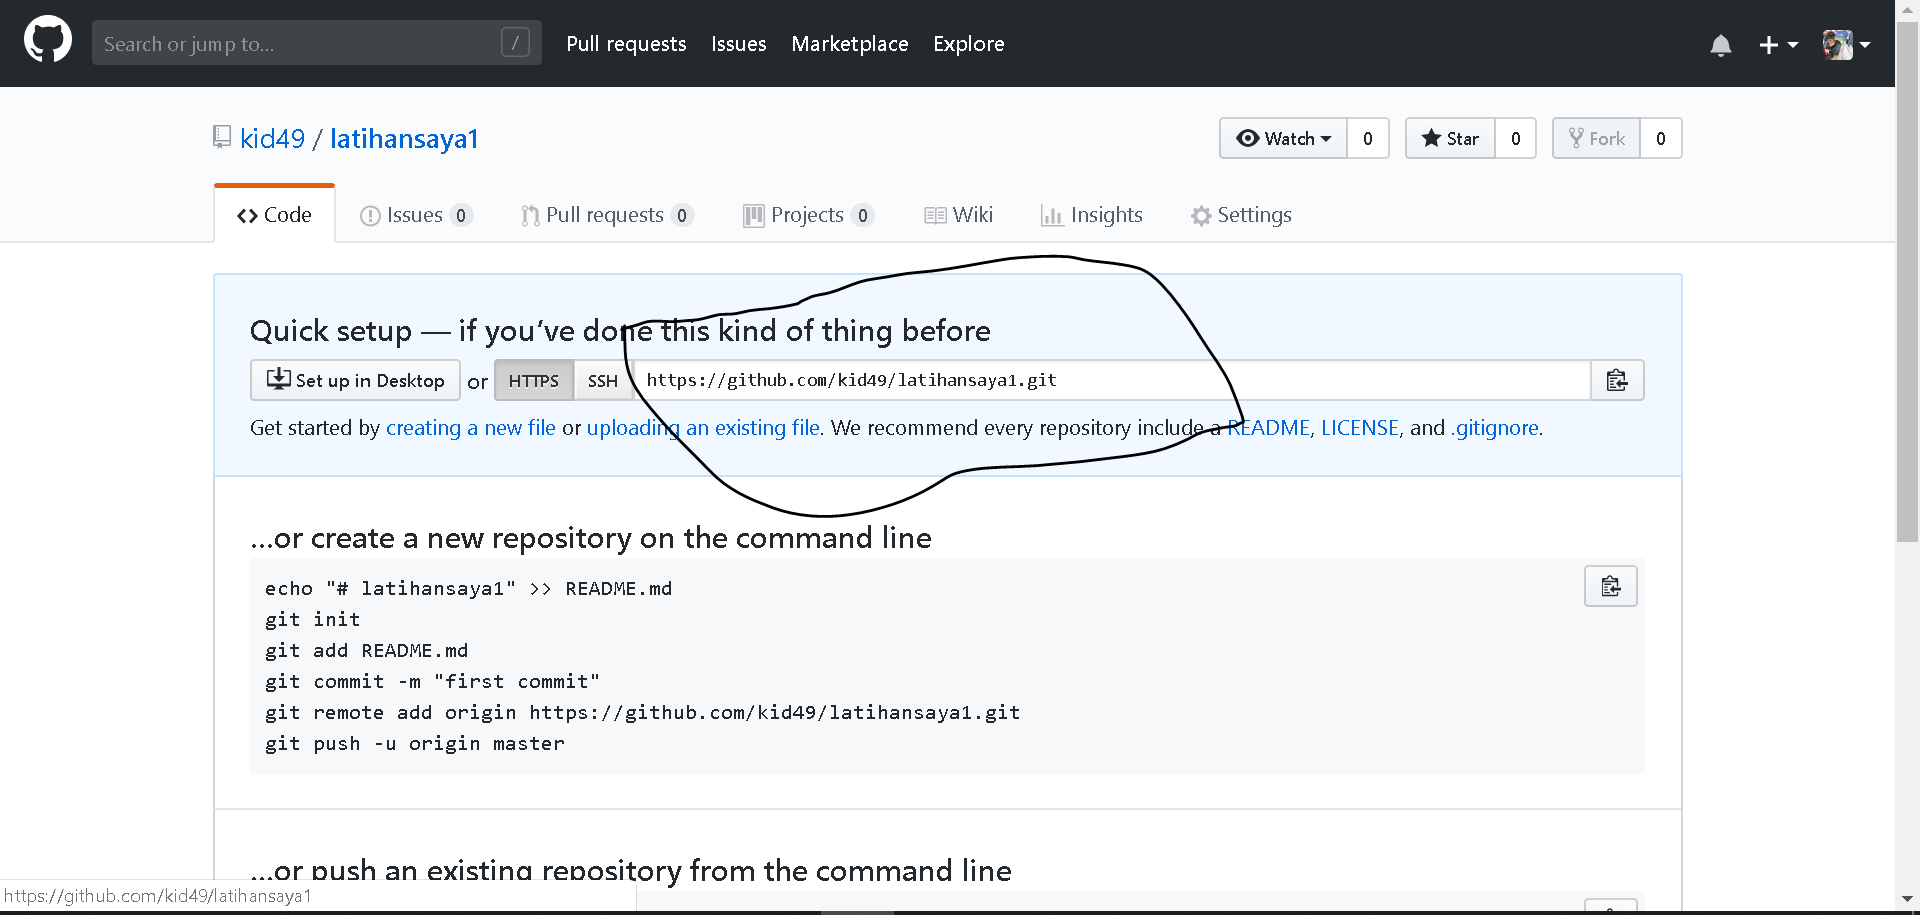 Search or jump to... /
Pull requests Issues Marketplace Explore
kid49 / latihansaya1
Watch 0 Star 0 Fork 0
Code Issues 0 Pull requests 0 Projects 0 Wiki Insights Settings
Quick setup — if you’ve done this kind of thing before
Set up in Desktop or HTTPS SSH https://github.com/kid49/latihansaya1.git
Get started by creating a new file or uploading an existing file. We recommend every repository include a README, LICENSE, and .gitignore.
...or create a new repository on the command line
echo "# latihansaya1" >> README.md
git init
git add README.md
git commit -m "first commit"
git remote add origin https://github.com/kid49/latihansaya1.git
git push -u origin master
...or push an existing repository from the command line
https://github.com/kid49/latihansaya1